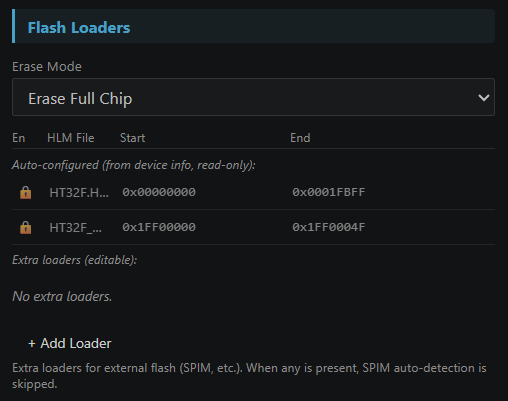 Flash Loaders
Erase Mode
Erase Full Chip
En HLM File Start End
Auto-configured (from device info, read-only):
HT32F.H... 0x00000000 0x0001FBFF
HT32F_... 0x1FF00000 0x1FF0004F
Extra loaders (editable):
No extra loaders.
+ Add Loader
Extra loaders for external flash (SPIM, etc.). When any is present, SPIM auto-detection is
skipped.